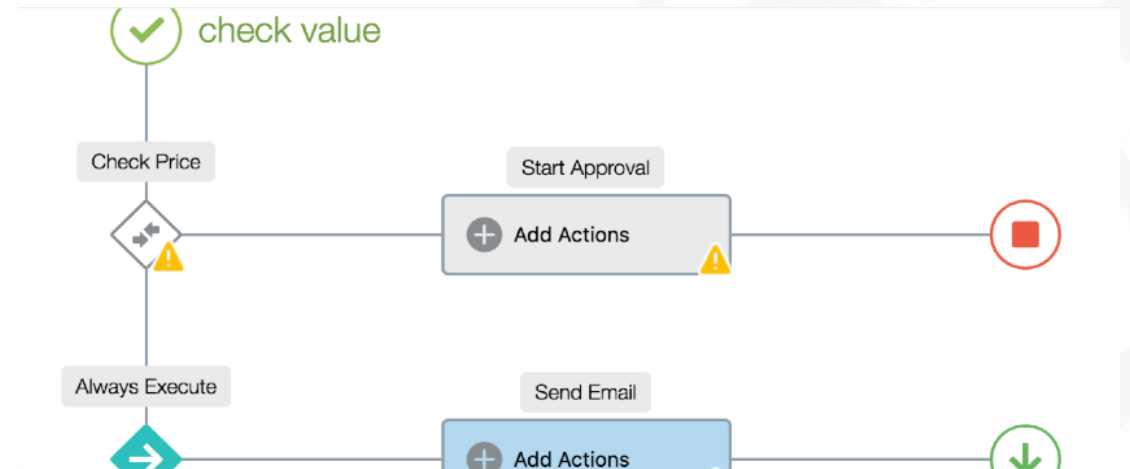 check value
Check Price
Start Approval
Add Actions
Always Execute
Send Email
Add Actions